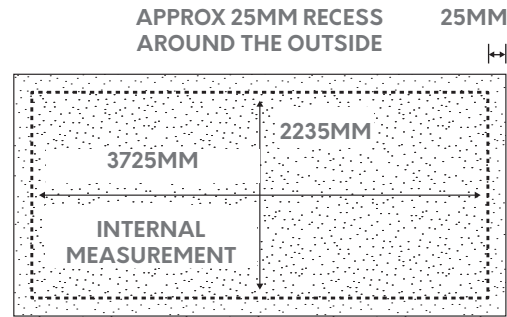 APPROX 25MM RECESS
AROUND THE OUTSIDE
25MM
2235MM
3725MM
INTERNAL
MEASUREMENT